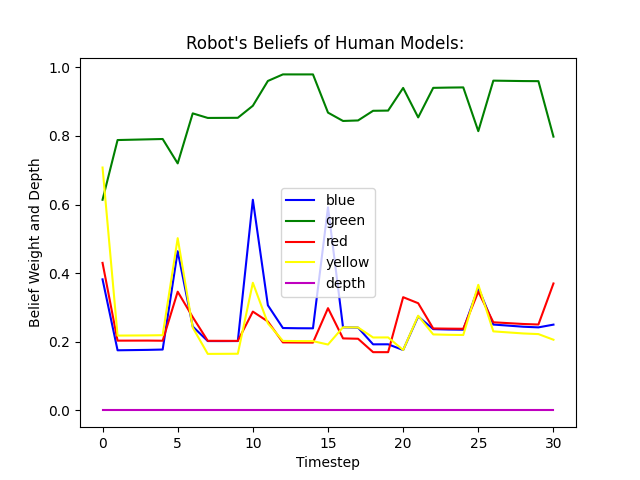 Robot's Beliefs of Human Models:
1.0
0.8
0.6
0.4
0.2
0.0
Belief Weight and Depth
blue
green
red
yellow
depth
0 5 10 15 20 25 30
Timestep